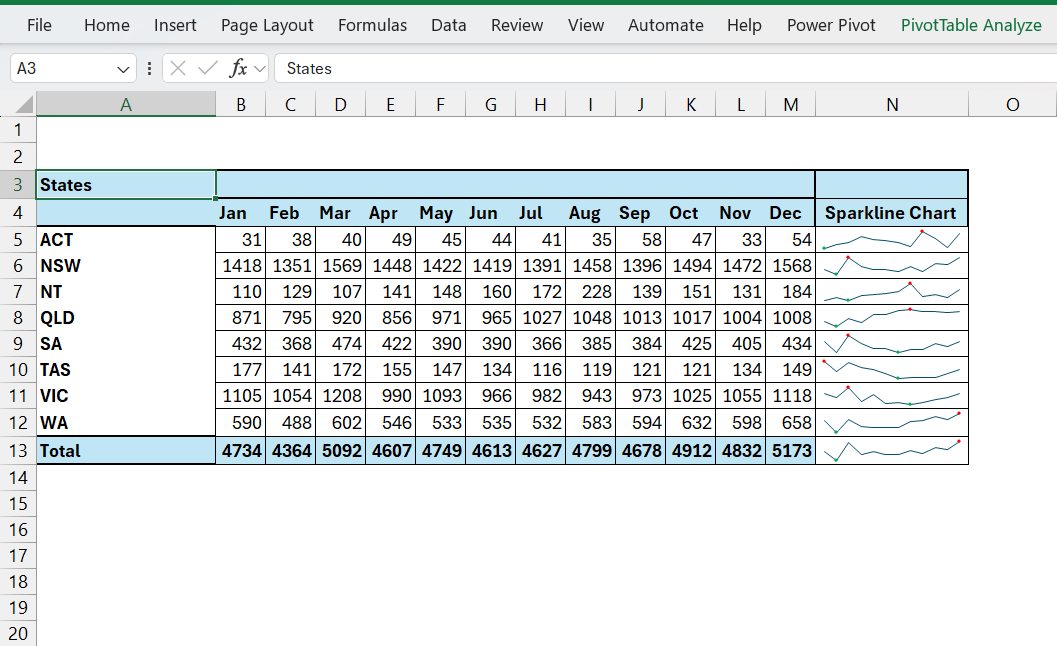 File Home Insert Page Layout Formulas Data Review View Automate Help Power Pivot PivotTable Analyze
A3 fx States
A B C D E F G H I J K L M N O
1
2
3 States
4 Jan Feb Mar Apr May Jun Jul Aug Sep Oct Nov Dec Sparkline Chart
5 ACT 31 38 40 49 45 44 41 35 58 47 33 54
6 NSW 1418 1351 1569 1448 1422 1419 1391 1458 1396 1494 1472 1568
7 NT 110 129 107 141 148 160 172 228 139 151 131 184
8 QLD 871 795 920 856 971 965 1027 1048 1013 1017 1004 1008
9 SA 432 368 474 422 390 390 366 385 384 425 405 434
10 TAS 177 141 172 155 147 134 116 119 121 121 134 149
11 VIC 1105 1054 1208 990 1093 966 982 943 973 1025 1055 1118
12 WA 590 488 602 546 533 535 532 583 594 632 598 658
13 Total 4734 4364 5092 4607 4749 4613 4627 4799 4678 4912 4832 5173
14
15
16
17
18
19
20